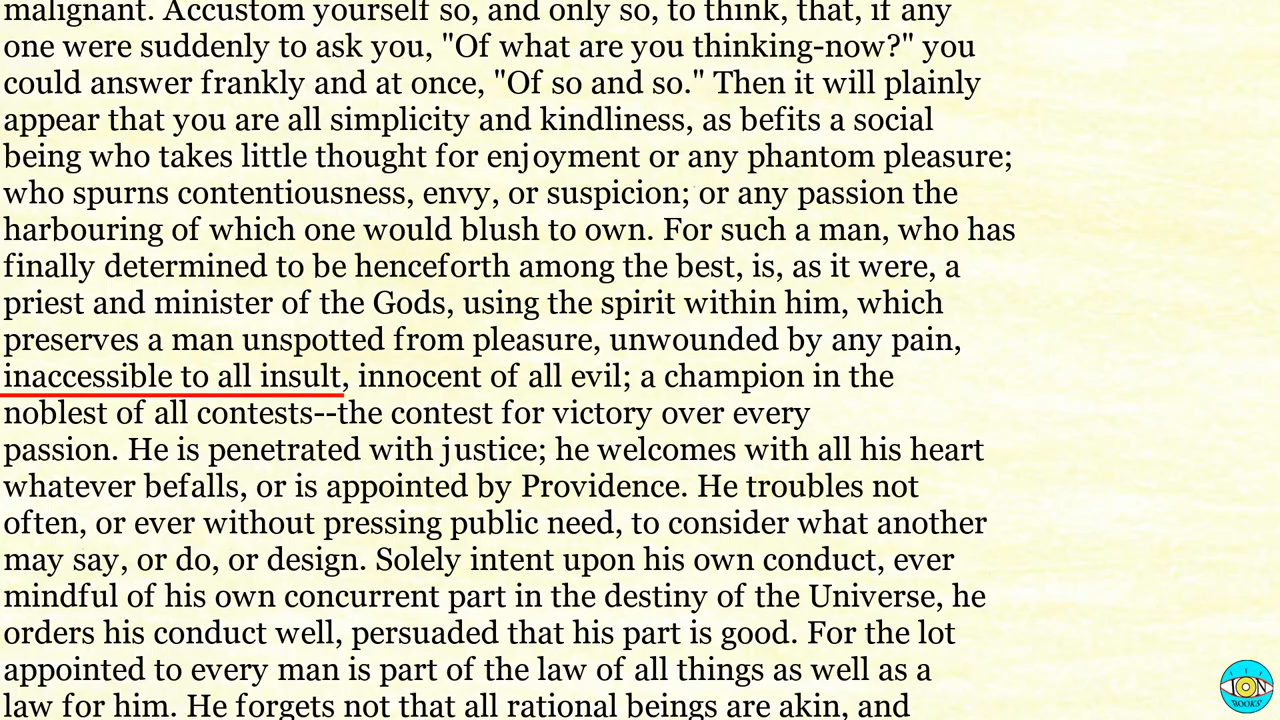 malignant. Accustom yourself so, and only so, to think, that, if any
one were suddenly to ask you, "Of what are you thinking-now?" you
could answer frankly and at once, "Of so and so." Then it will plainly
appear that you are all simplicity and kindliness, as befits a social
being who takes little thought for enjoyment or any phantom pleasure;
who spurns contentiousness, envy, or suspicion; or any passion the
harbouring of which one would blush to own. For such a man, who has
finally determined to be henceforth among the best, is, as it were, a
priest and minister of the Gods, using the spirit within him, which
preserves a man unspotted from pleasure, unwounded by any pain,
inaccessible to all insult, innocent of all evil; a champion in the
noblest of all contests--the contest for victory over every
passion. He is penetrated with justice; he welcomes with all his heart
whatever befalls, or is appointed by Providence. He troubles not
often, or ever without pressing public need, to consider what another
may say, or do, or design. Solely intent upon his own conduct, ever
mindful of his own concurrent part in the destiny of the Universe, he
orders his conduct well, persuaded that his part is good. For the lot
appointed to every man is part of the law of all things as well as a
law for him. He forgets not that all rational beings are akin, and
ION
BOOKS